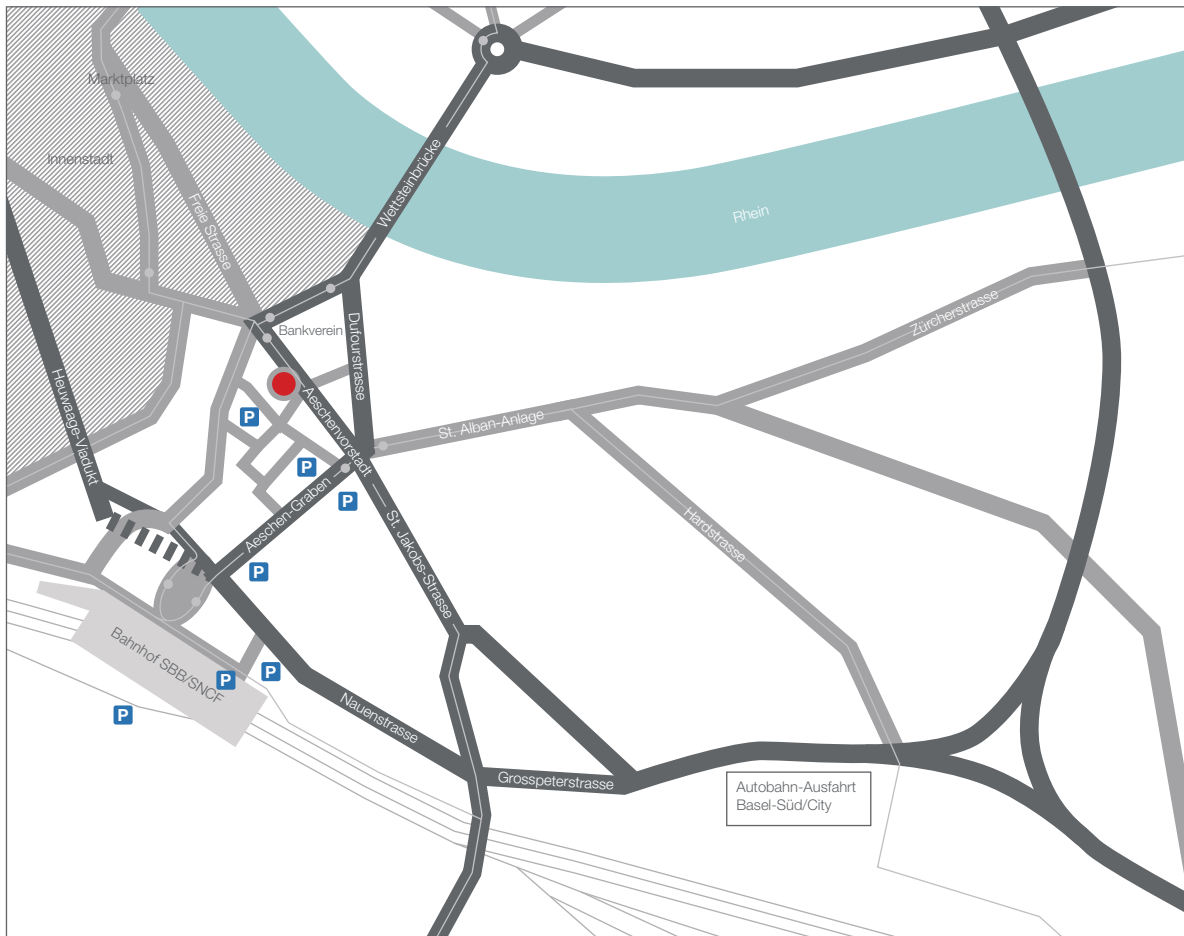 Marktplatz
Innenstadt
Wettsteinbrücke
Freie Strasse
Rhein
Zürcherstrasse
Bankverein
Dufourstrasse
Heuwaage-Viadukt
Aeschenvorstadt
P
St. Alban-Anlage
P
P
Aeschen-Graben
St. Jakobs-Strasse
Hardstrasse
P
Bahnhof SBB/SNCF
P
P
P
Nauenstrasse
Grosspeterstrasse
Autobahn-Ausfahrt
Basel-Süd/City